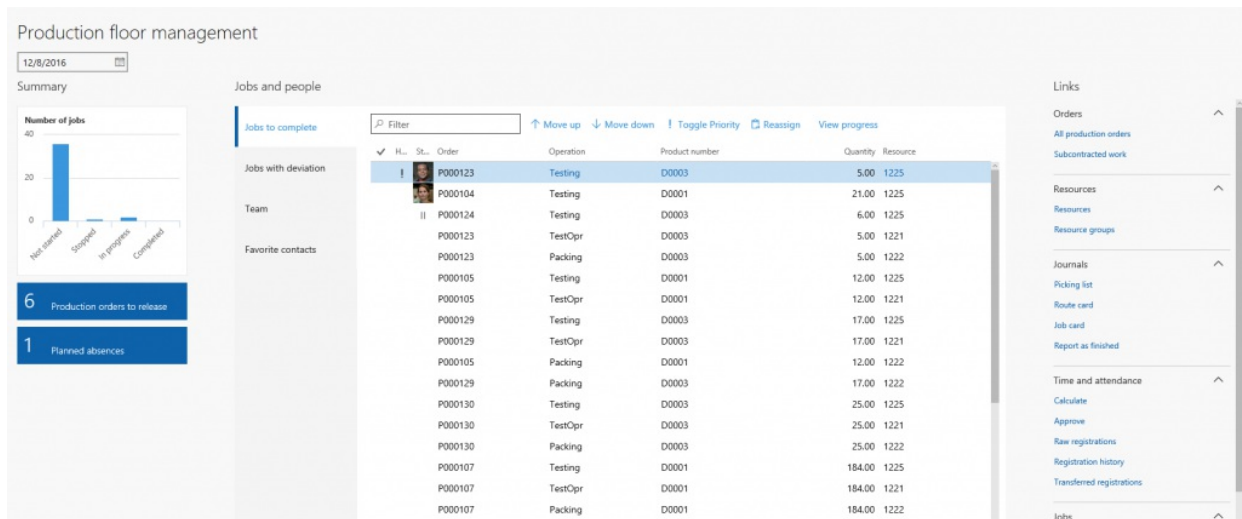 Production floor management
12/8/2016
Summary
Number of jobs
40
20
0
Not started
Stopped
In progress
Completed
6 Production orders to release
1 Planned absences
Jobs and people
Jobs to complete
Jobs with deviation
Team
Favorite contacts
Filter
↑ Move up ↓ Move down ! Toggle Priority Reassign View progress
✓ H... St... Order Operation Product number Quantity Resource
! P000123 Testing D0003 5.00 1225
P000104 Testing D0001 21.00 1225
|| P000124 Testing D0003 6.00 1225
P000123 TestOpr D0003 5.00 1221
P000123 Packing D0003 5.00 1222
P000105 Testing D0001 12.00 1225
P000105 TestOpr D0001 12.00 1221
P000129 Testing D0003 17.00 1225
P000129 TestOpr D0003 17.00 1221
P000105 Packing D0001 12.00 1222
P000129 Packing D0003 17.00 1222
P000130 Testing D0003 25.00 1225
P000130 TestOpr D0003 25.00 1221
P000130 Packing D0003 25.00 1222
P000107 Testing D0001 184.00 1225
P000107 TestOpr D0001 184.00 1221
P000107 Packing D0001 184.00 1222
Links
Orders
All production orders
Subcontracted work
Resources
Resources
Resource groups
Journals
Picking list
Route card
Job card
Report as finished
Time and attendance
Calculate
Approve
Raw registrations
Registration history
Transferred registrations
Jobs